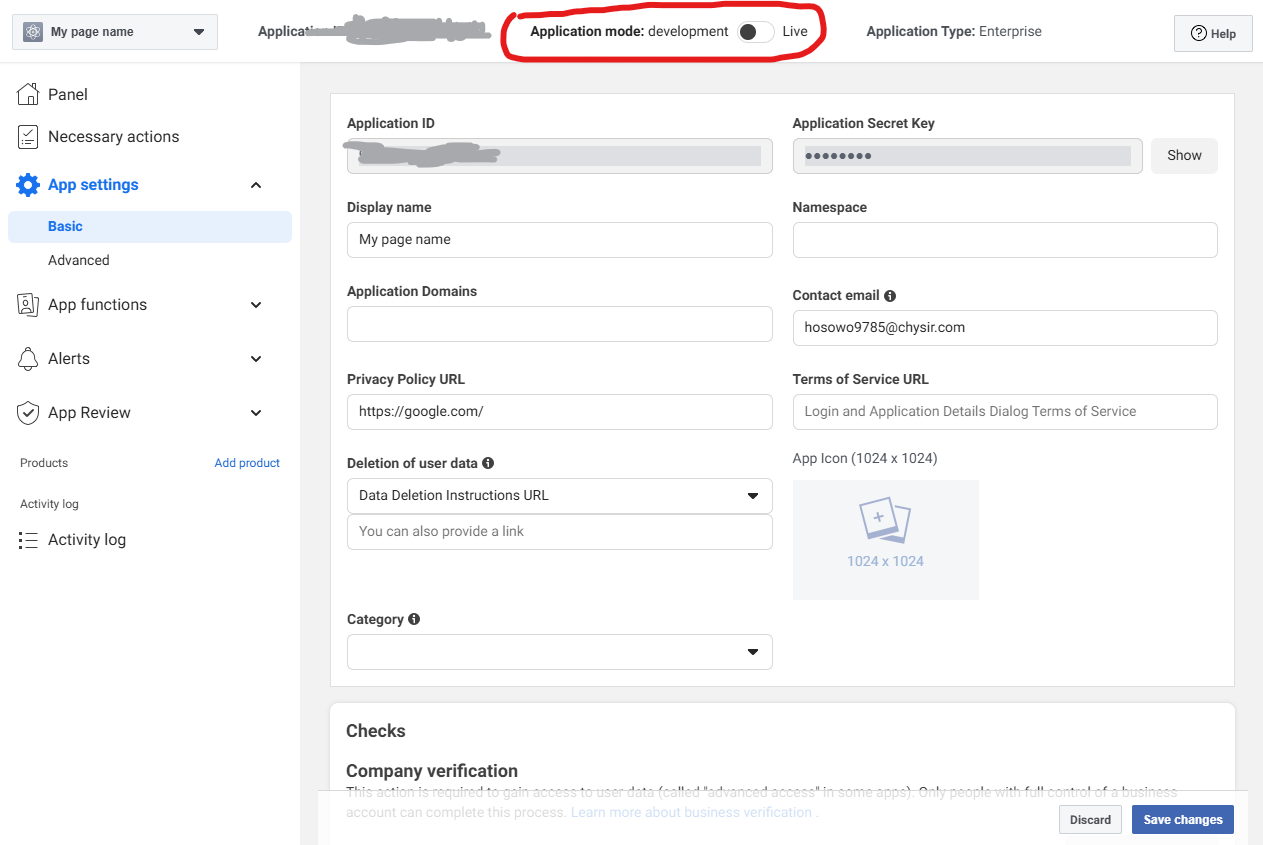 My page name
Application mode: development Live
Application Type: Enterprise
Help
Panel
Necessary actions
App settings
Basic
Advanced
App functions
Alerts
App Review
Products Add product
Activity log
Activity log
Application ID
Application Secret Key
●●●●●●●●
Show
Display name
My page name
Namespace
Application Domains
Contact email
hosowo9785@chysir.com
Privacy Policy URL
https://google.com/
Terms of Service URL
Login and Application Details Dialog Terms of Service
Deletion of user data
Data Deletion Instructions URL
You can also provide a link
App Icon (1024 x 1024)
1024 x 1024
Category
Checks
Company verification
This action is required to gain access to user data (called "advanced access" in some apps). Only people with full control of a business
account can complete this process. Learn more about business verification .
Discard
Save changes